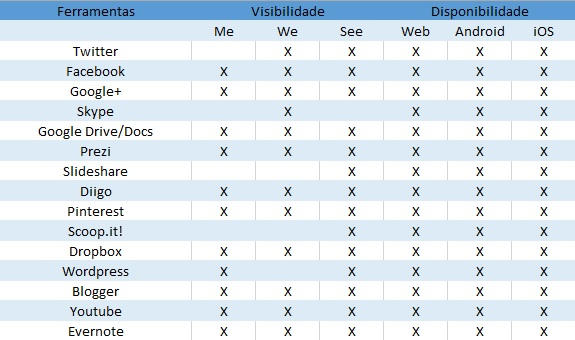 Ferramentas Visibilidade Disponibilidade
Me We See Web Android iOS
Twitter X X X X X
Facebook X X X X X X
Google+ X X X X X X
Skype X X X X
Google Drive/Docs X X X X X X
Prezi X X X X X X
Slideshare X X X X
Diigo X X X X X X
Pinterest X X X X X X
Scoop.it! X X X X
Dropbox X X X X X X
Wordpress X X X X X
Blogger X X X X X X
Youtube X X X X X X
Evernote X X X X X X